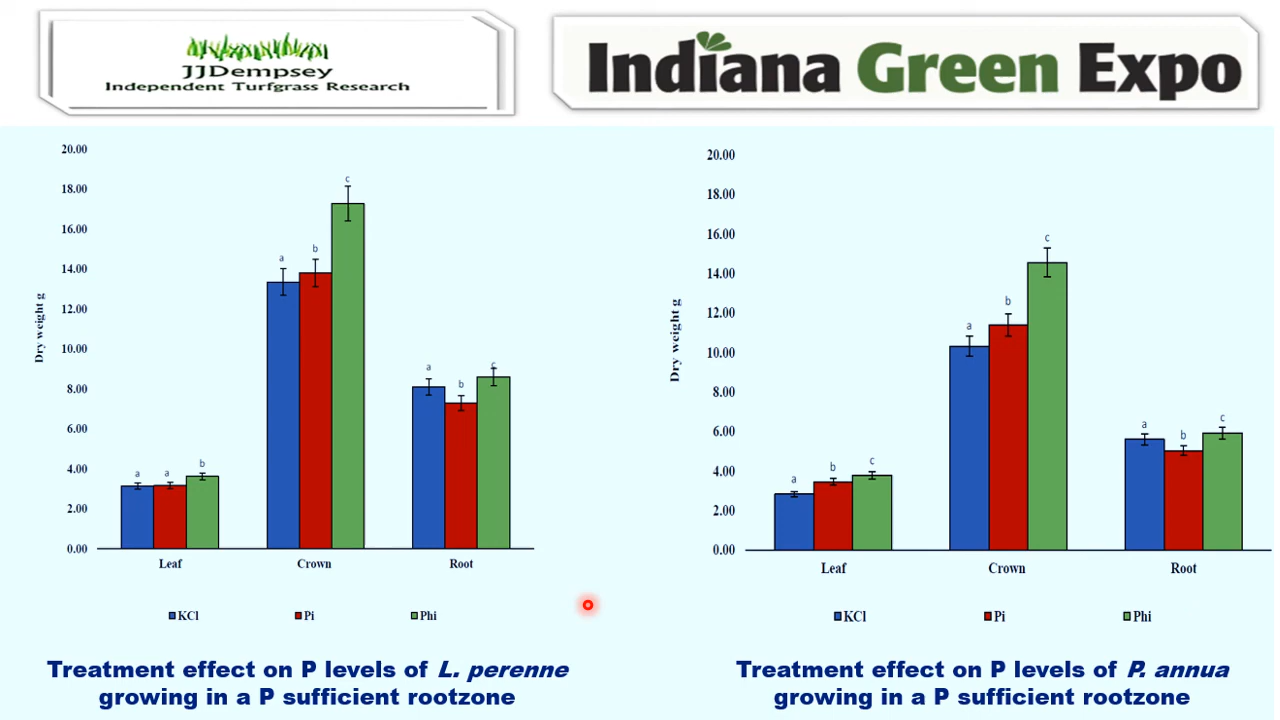 JJDempsey
Independent Turfgrass Research
Indiana Green Expo
20.00
18.00
16.00
14.00
12.00
10.00
8.00
6.00
4.00
2.00
0.00
Dry weight g
a a b
a b c
a b c
Leaf Crown Root
KCl Pi Phi
Treatment effect on P levels of L. perenne
growing in a P sufficient rootzone
20.00
18.00
16.00
14.00
12.00
10.00
8.00
6.00
4.00
2.00
0.00
Dry weight g
a b c
a b c
a b c
Leaf Crown Root
KCl Pi Phi
Treatment effect on P levels of P. annua
growing in a P sufficient rootzone